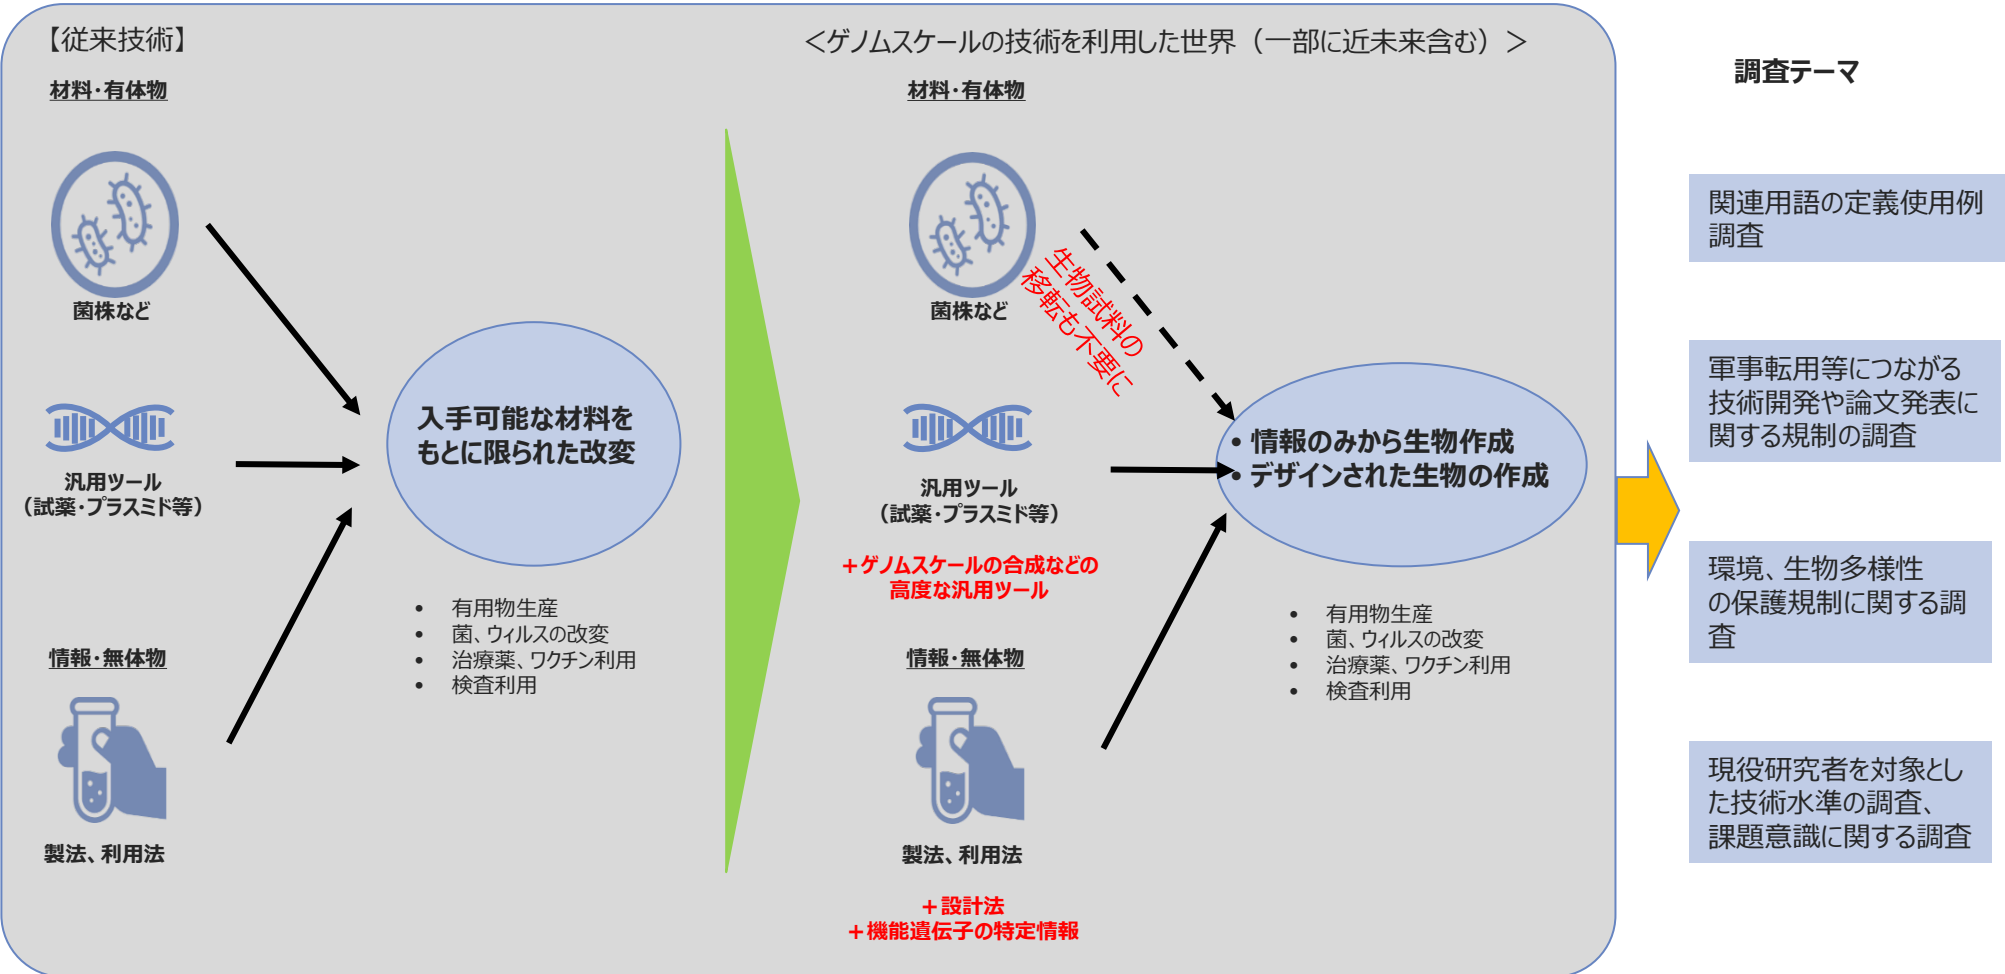 【従来技術】
材料・有体物
菌株など
汎用ツール
（試薬・プラスミド等）
情報・無体物
製法、利用法
入手可能な材料を
もとに限られた改変
• 有用物生産
• 菌、ウィルスの改変
• 治療薬、ワクチン利用
• 検査利用
＜ゲノムスケールの技術を利用した世界（一部に近未来含む）＞
材料・有体物
菌株など
生物試料の
移転も不要に
汎用ツール
（試薬・プラスミド等）
＋ゲノムスケールの合成などの
高度な汎用ツール
情報・無体物
製法、利用法
＋設計法
＋機能遺伝子の特定情報
• 情報のみから生物作成
• デザインされた生物の作成
• 有用物生産
• 菌、ウィルスの改変
• 治療薬、ワクチン利用
• 検査利用
調査テーマ
関連用語の定義使用例
調査
軍事転用等につながる
技術開発や論文発表に
関する規制の調査
環境、生物多様性
の保護規制に関する調
査
現役研究者を対象とし
た技術水準の調査、
課題意識に関する調査